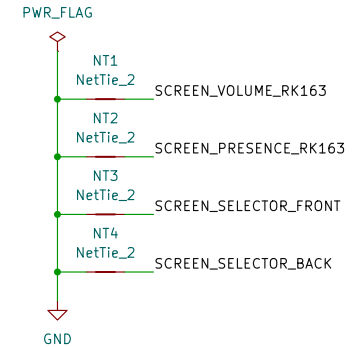 PWR_FLAG
NT1
NetTie_2
SCREEN_VOLUME_RK163
NT2
NetTie_2
SCREEN_PRESENCE_RK163
NT3
NetTie_2
SCREEN_SELECTOR_FRONT
NT4
NetTie_2
SCREEN_SELECTOR_BACK
GND